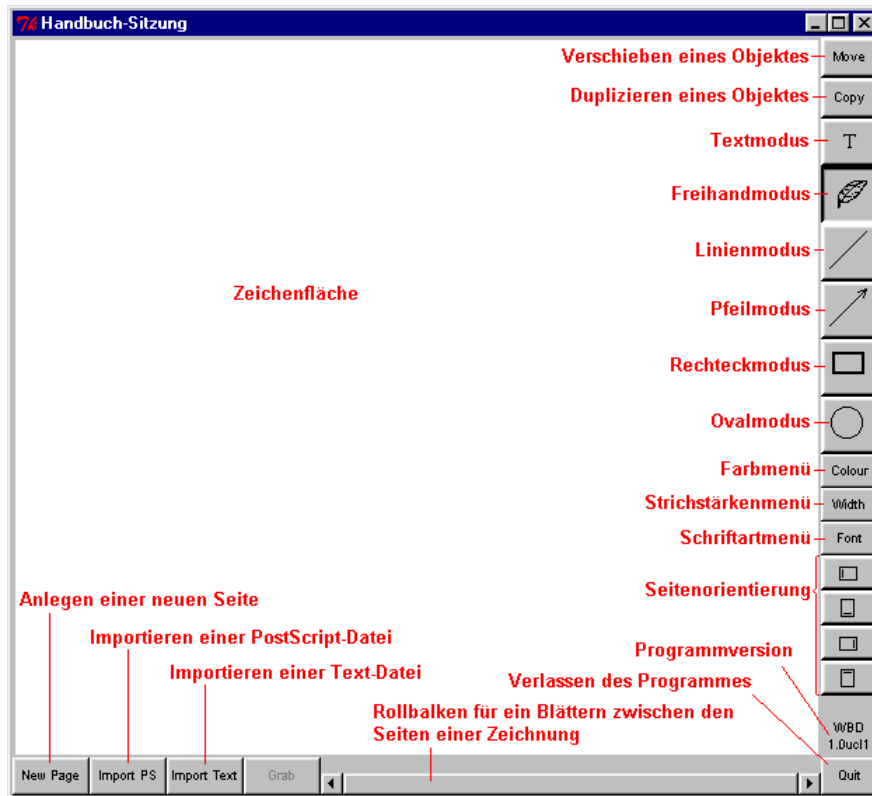 Handbuch-Sitzung
Verschieben eines Objektes
Move
Duplizieren eines Objektes
Copy
Textmodus
T
Freihandmodus
Linienmodus
Zeichenfläche
Pfeilmodus
Rechteckmodus
Ovalmodus
Farbmenü
Colour
Strichstärkenmenü
Width
Schriftartmenü
Font
Seitenorientierung
Anlegen einer neuen Seite
Importieren einer PostScript-Datei
Programmversion
Importieren einer Text-Datei
Verlassen des Programmes
Rollbalken für ein Blättern zwischen den
Seiten einer Zeichnung
WBD
1.0ucl1
New Page
Import PS
Import Text
Grab
Quit